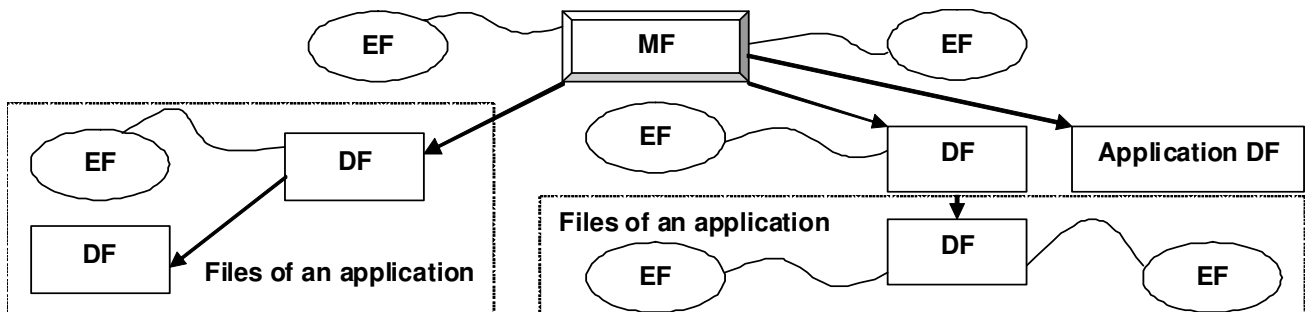 EF
MF
EF
EF
DF
EF
DF
Application DF
DF
Files of an application
Files of an application
EF
DF
EF